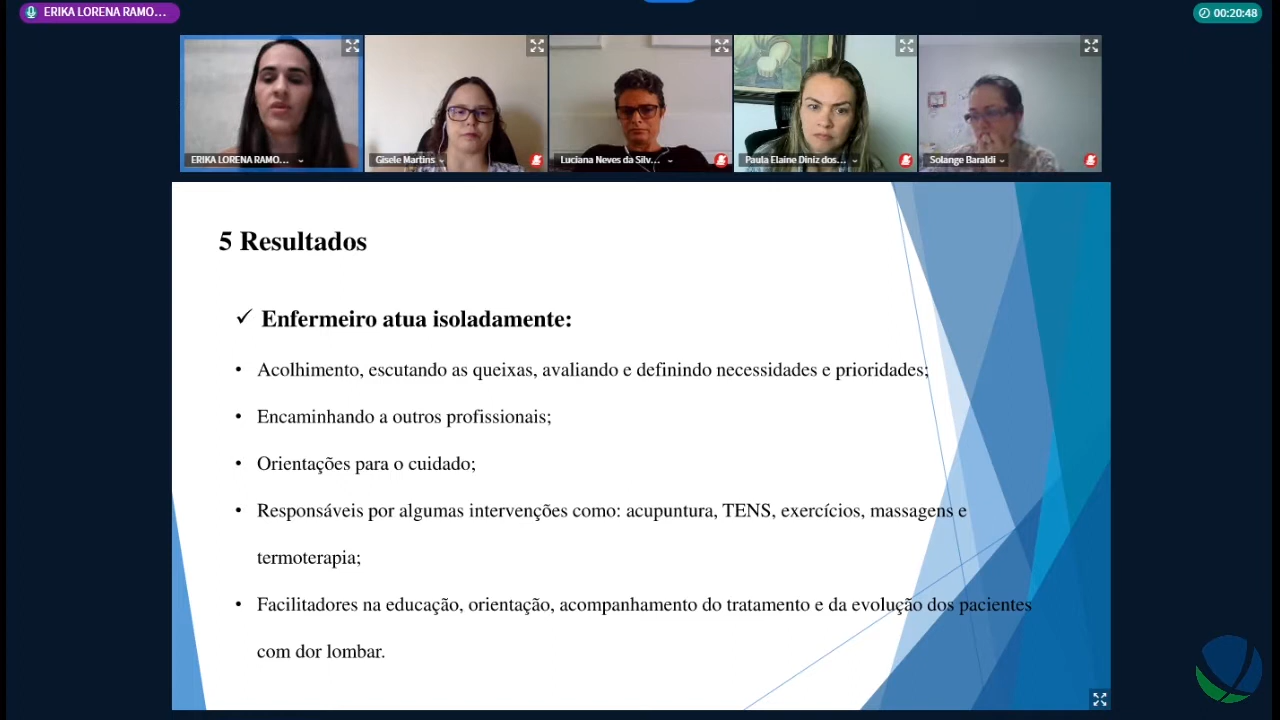 ERIKA LORENA RAMO...
00:20:48
ERIKA LORENA RAMO...
Gisele Martins
Luciana Neves da Silv...
Paula Elaine Diniz dos...
Solange Baraldi
5 Resultados
✓ Enfermeiro atua isoladamente:
• Acolhimento, escutando as queixas, avaliando e definindo necessidades e prioridades;
• Encaminhando a outros profissionais;
• Orientações para o cuidado;
• Responsáveis por algumas intervenções como: acupuntura, TENS, exercícios, massagens e
termoterapia;
• Facilitadores na educação, orientação, acompanhamento do tratamento e da evolução dos pacientes
com dor lombar.